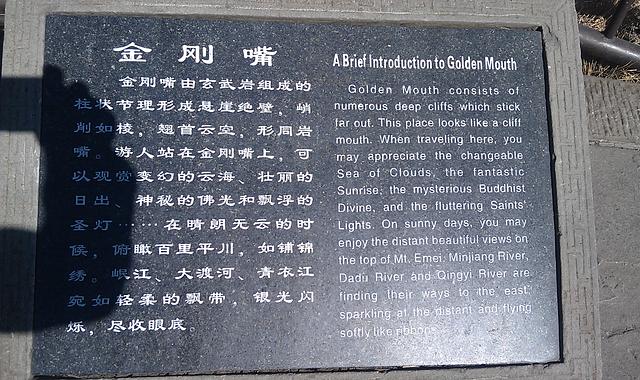 金刚嘴
金刚嘴由玄武岩组成的
柱状节理形成悬崖绝壁，峭
削如棱，翘首云空，形同岩
嘴。游人站在金刚嘴上，可
以观赏变幻的云海、壮丽的
日出、神秘的佛光和飘浮的
圣灯……在晴朗无云的时
候，俯瞰百里平川，如铺锦
绣。岷江、大渡河、青衣江
宛如轻柔的飘带，银光闪
烁，尽收眼底。
A Brief Introduction to Golden Mouth
Golden Mouth consists of
numerous deep cliffs which stick
far out. This place looks like a cliff
mouth. When traveling here, you
may appreciate the changeable
Sea of Clouds, the fantastic
Sunrise, the mysterious Buddhist
Divine, and the fluttering Saints'
Lights. On sunny days, you may
enjoy the distant beautiful views on
the top of Mt. Emei. Minjiang River,
Dadu River and Qingyi River are
finding their ways to the east,
sparkling at the distant and flying
softly like ribbons.